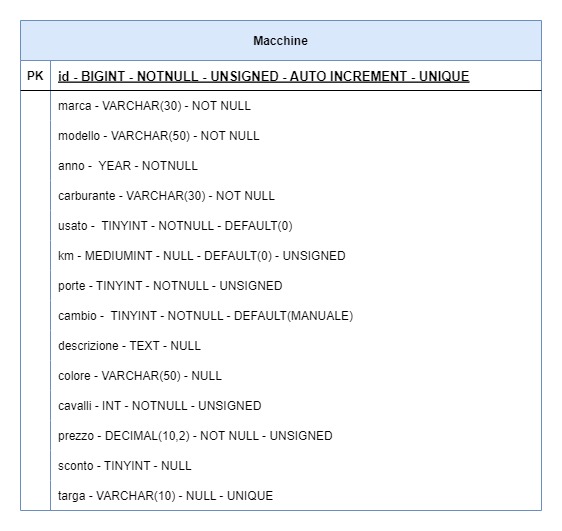 Macchine
PK id - BIGINT - NOTNULL - UNSIGNED - AUTO INCREMENT - UNIQUE
marca - VARCHAR(30) - NOT NULL
modello - VARCHAR(50) - NOT NULL
anno -  YEAR - NOTNULL
carburante - VARCHAR(30) - NOT NULL
usato -  TINYINT - NOTNULL - DEFAULT(0)
km - MEDIUMINT - NULL - DEFAULT(0) - UNSIGNED
porte - TINYINT - NOTNULL - UNSIGNED
cambio -  TINYINT - NOTNULL - DEFAULT(MANUALE)
descrizione - TEXT - NULL
colore - VARCHAR(50) - NULL
cavalli - INT - NOTNULL - UNSIGNED
prezzo - DECIMAL(10,2) - NOT NULL - UNSIGNED
sconto - TINYINT - NULL
targa - VARCHAR(10) - NULL - UNIQUE